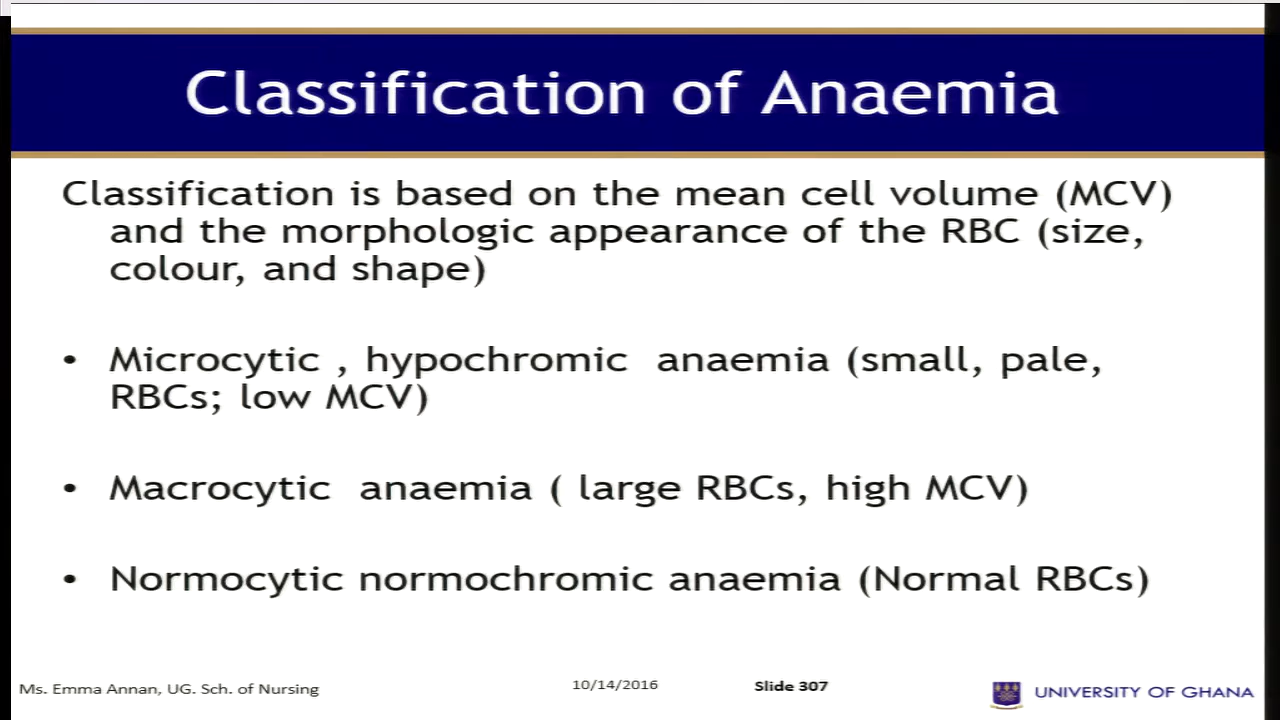 Classification of Anaemia
Classification is based on the mean cell volume (MCV)
and the morphologic appearance of the RBC (size,
colour, and shape)
• Microcytic , hypochromic anaemia (small, pale,
RBCs; low MCV)
• Macrocytic anaemia ( large RBCs, high MCV)
• Normocytic normochromic anaemia (Normal RBCs)
Ms. Emma Annan, UG. Sch. of Nursing 10/14/2016 Slide 307 UNIVERSITY OF GHANA